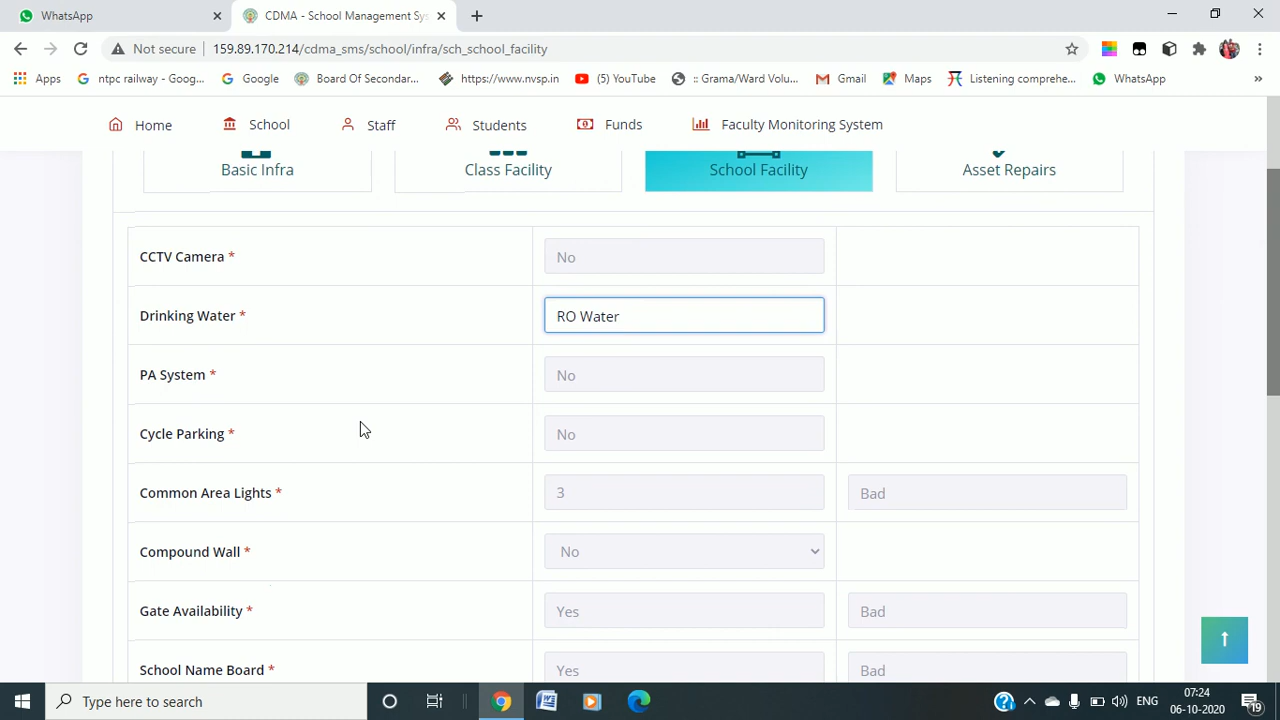 WhatsApp
CDMA - School Management Sys
Not secure | 159.89.170.214/cdma_sms/school/infra/sch_school_facility
Apps ntpc railway - Goog... Google Board Of Secondar... https://www.nvsp.in (5) YouTube :: Grama/Ward Volu... Gmail Maps Listening comprehe... WhatsApp »
Home School Staff Students Funds Faculty Monitoring System
Basic Infra Class Facility School Facility Asset Repairs
CCTV Camera * No
Drinking Water * RO Water
PA System * No
Cycle Parking * No
Common Area Lights * 3 Bad
Compound Wall * No
Gate Availability * Yes Bad
School Name Board * Yes Bad
Type here to search ENG 07:24
06-10-2020 19